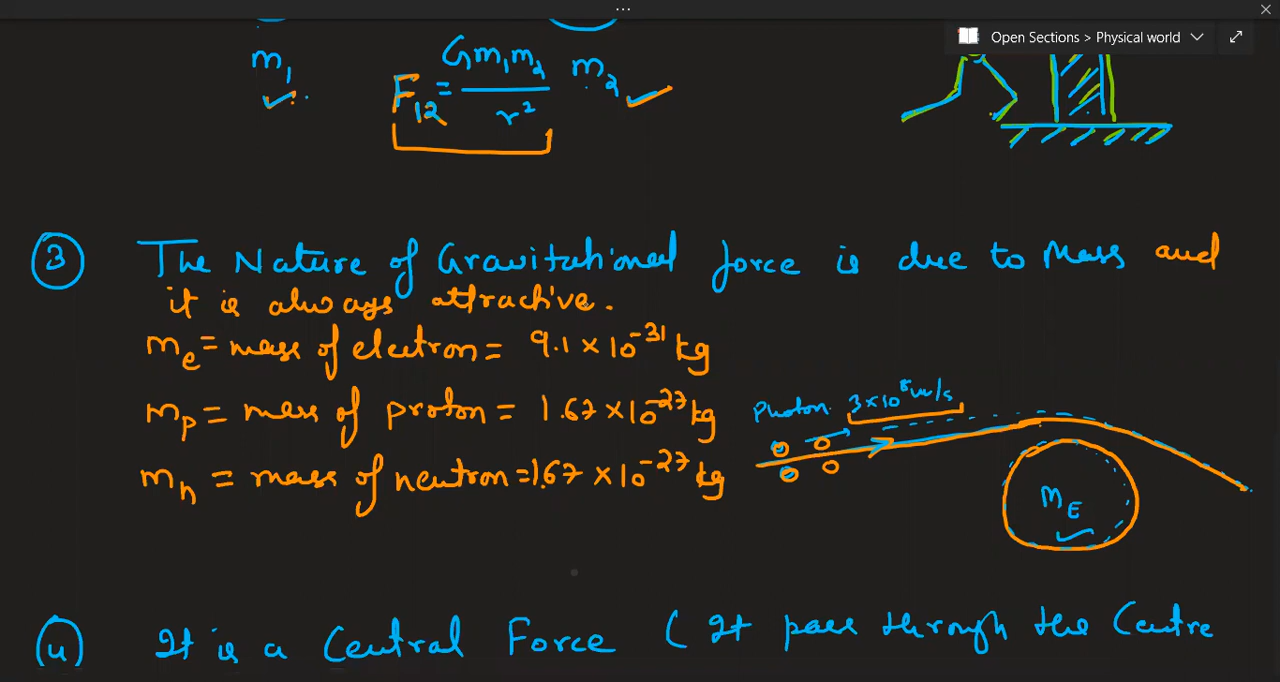 ...
Open Sections > Physical world
m₁
F₁₂ = Gm₁m₂/r²
m₂
③ The Nature of Gravitational force is due to Mass and
it is always attractive.
mₑ = mass of electron = 9.1 × 10⁻³¹ kg
mₚ = mass of proton = 1.67 × 10⁻²⁷ kg
mₙ = mass of neutron = 1.67 × 10⁻²⁷ kg
Photon 3 × 10⁸ m/s
M_E
④ It is a Central Force ( It pass through the Centre